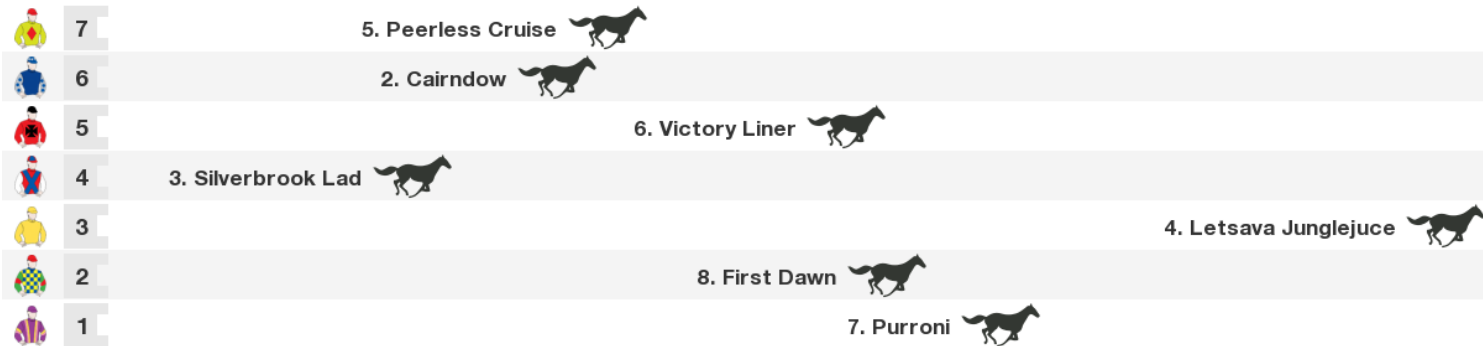 7 5. Peerless Cruise
6 2. Cairndow
5 6. Victory Liner
4 3. Silverbrook Lad
3 4. Letsava Junglejuce
2 8. First Dawn
1 7. Purroni